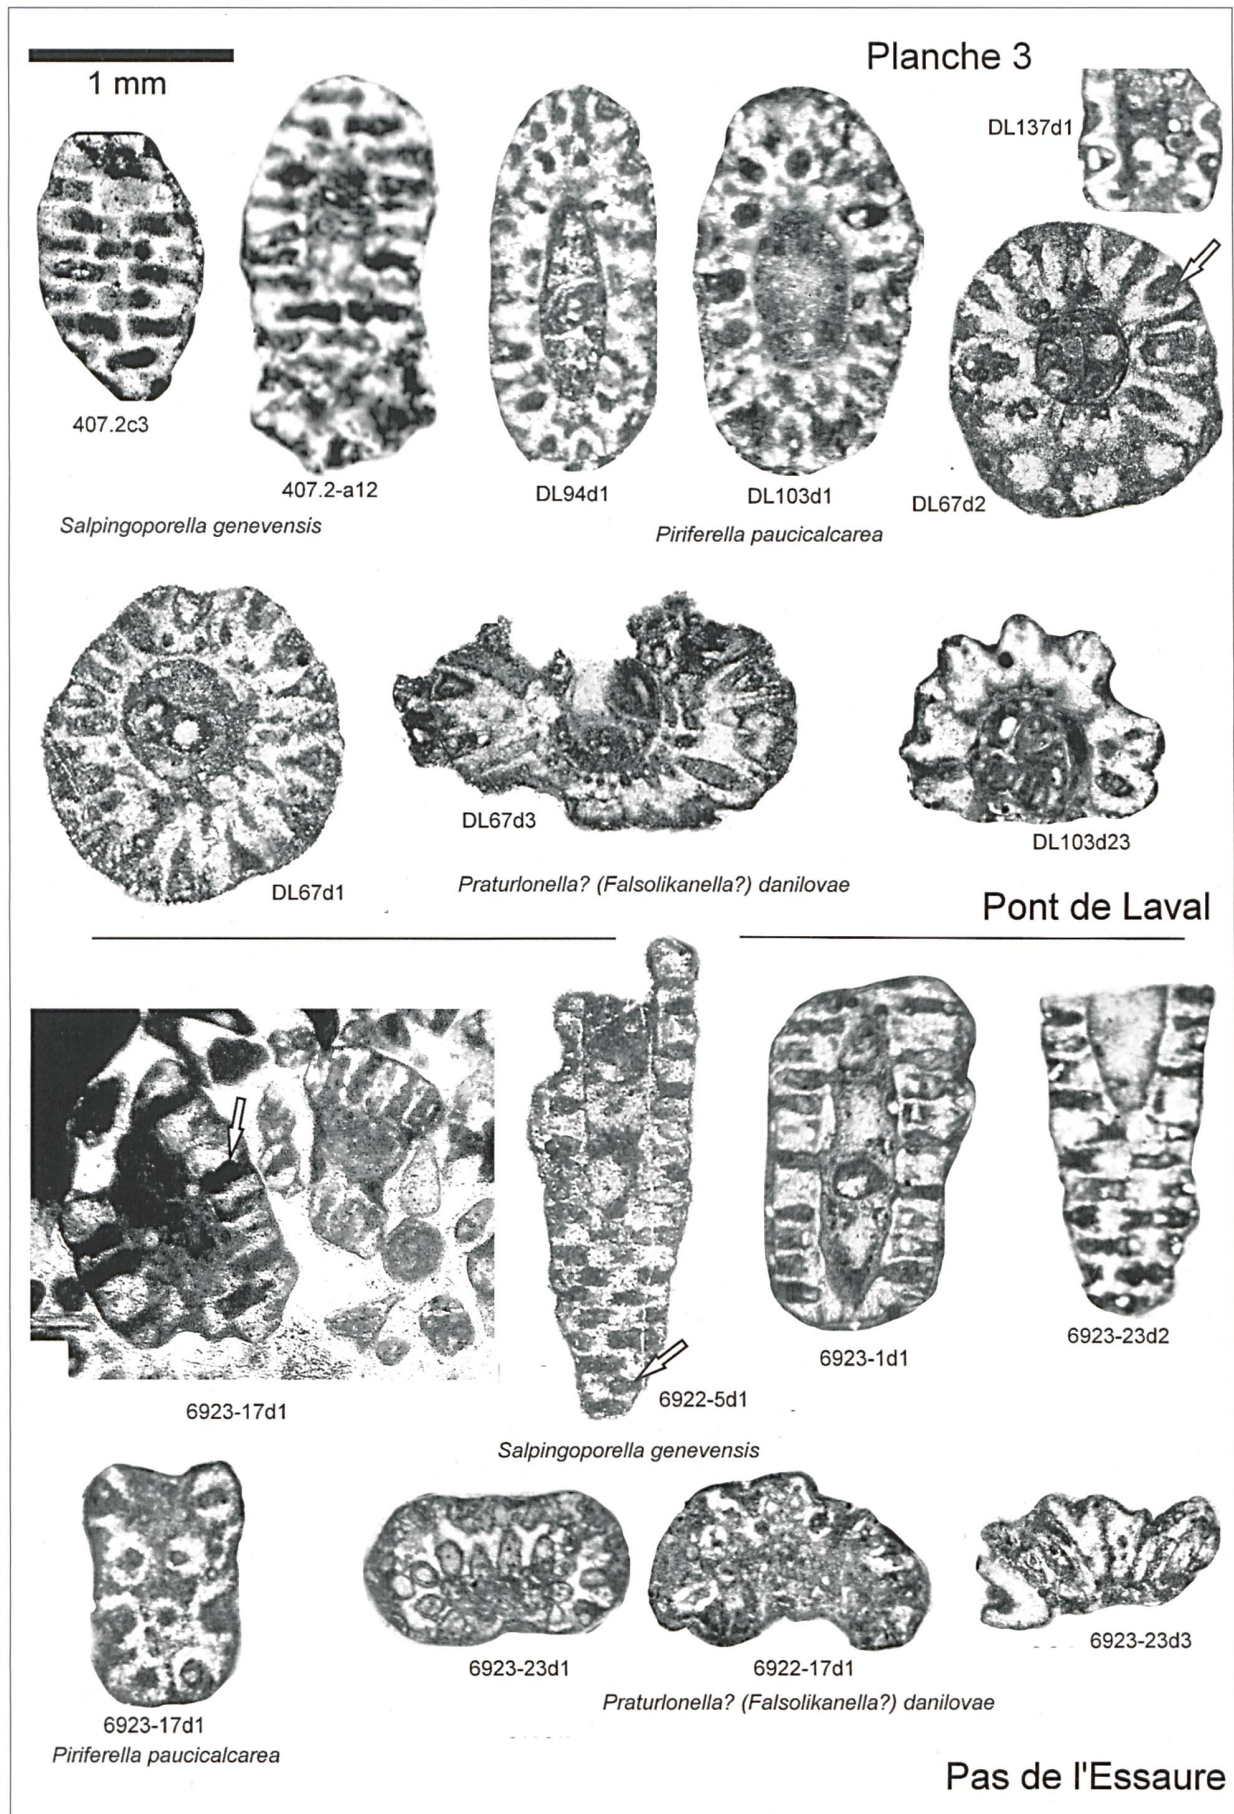 Planche 3
1 mm
DL137d1
407.2c3
407.2-a12
DL94d1
DL103d1
DL67d2
Salpingoporella genevensis
Piriferella paucicalcarea
DL67d1
DL67d3
DL103d23
Praturlonella? (Falsolikanella?) danilovae
Pont de Laval
6923-17d1
6922-5d1
6923-1d1
6923-23d2
Salpingoporella genevensis
6923-17d1
Piriferella paucicalcarea
6923-23d1
6922-17d1
6923-23d3
Praturlonella? (Falsolikanella?) danilovae
Pas de l'Essaure